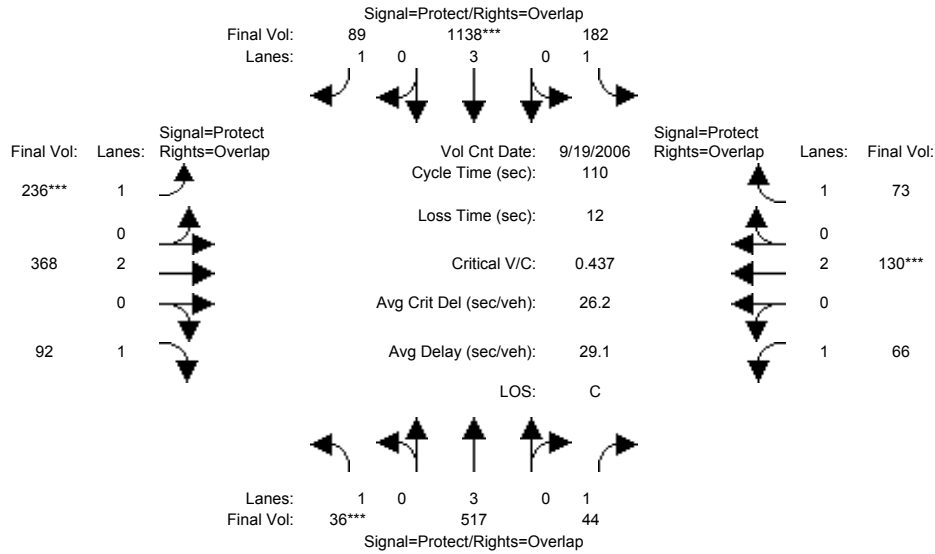 Signal=Protect/Rights=Overlap
Final Vol: 89 1138*** 182
Lanes: 1 0 3 0 1
Signal=Protect
Final Vol: Lanes: Rights=Overlap
Vol Cnt Date: 9/19/2006
Signal=Protect
Rights=Overlap Lanes: Final Vol:
Cycle Time (sec): 110
236*** 1
1 73
Loss Time (sec): 12
0
0
368 2
Critical V/C: 0.437
2 130***
0
Avg Crit Del (sec/veh): 26.2
0
92 1
Avg Delay (sec/veh): 29.1
1 66
LOS: C
Lanes: 1 0 3 0 1
Final Vol: 36*** 517 44
Signal=Protect/Rights=Overlap